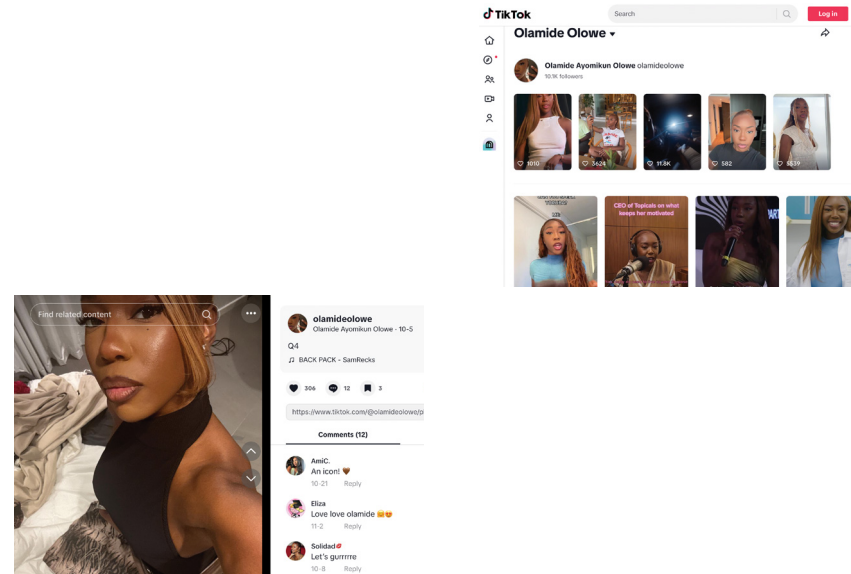 TikTok
Search
Log in
Olamide Olowe
Olamide Ayomikun Olowe olamideolowe
10.1K followers
1010
3624
11.8K
582
5539
CEO of Topicals on what
keeps her motivated
Find related content
olamideolowe
Olamide Ayomikun Olowe · 10-5
Q4
BACK PACK - SamRecks
306
12
3
https://www.tiktok.com/@olamideolowe/p
Comments (12)
AmiC.
An icon! 🤎
10-21 Reply
Eliza
Love love olamide 🤗😍
11-2 Reply
Solidad💋
Let's gurrrrre
10-8 Reply